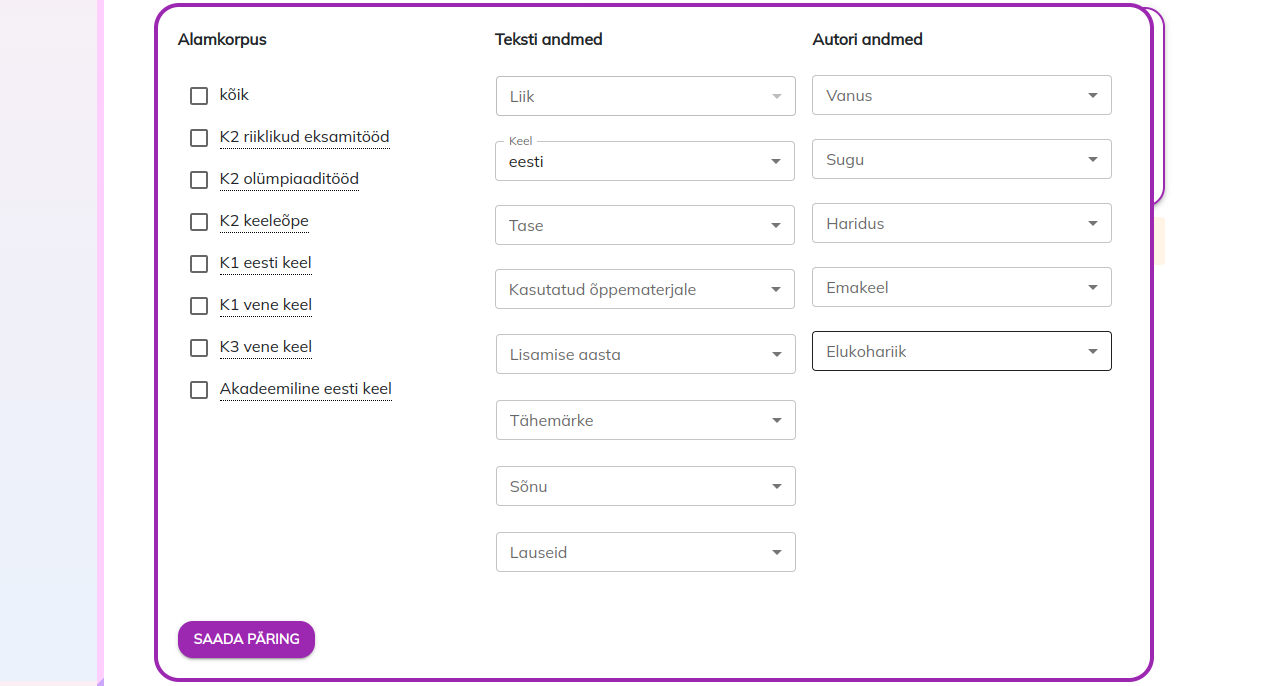 Alamkorpus
kõik
K2 riiklikud eksamitööd
K2 olümpiaaditööd
K2 keeleõpe
K1 eesti keel
K1 vene keel
K3 vene keel
Akadeemiline eesti keel
Teksti andmed
Liik
Keel
eesti
Tase
Kasutatud õppematerjale
Lisamise aasta
Tähemärke
Sõnu
Lauseid
Autori andmed
Vanus
Sugu
Haridus
Emakeel
Elukohariik
SAADA PÄRING